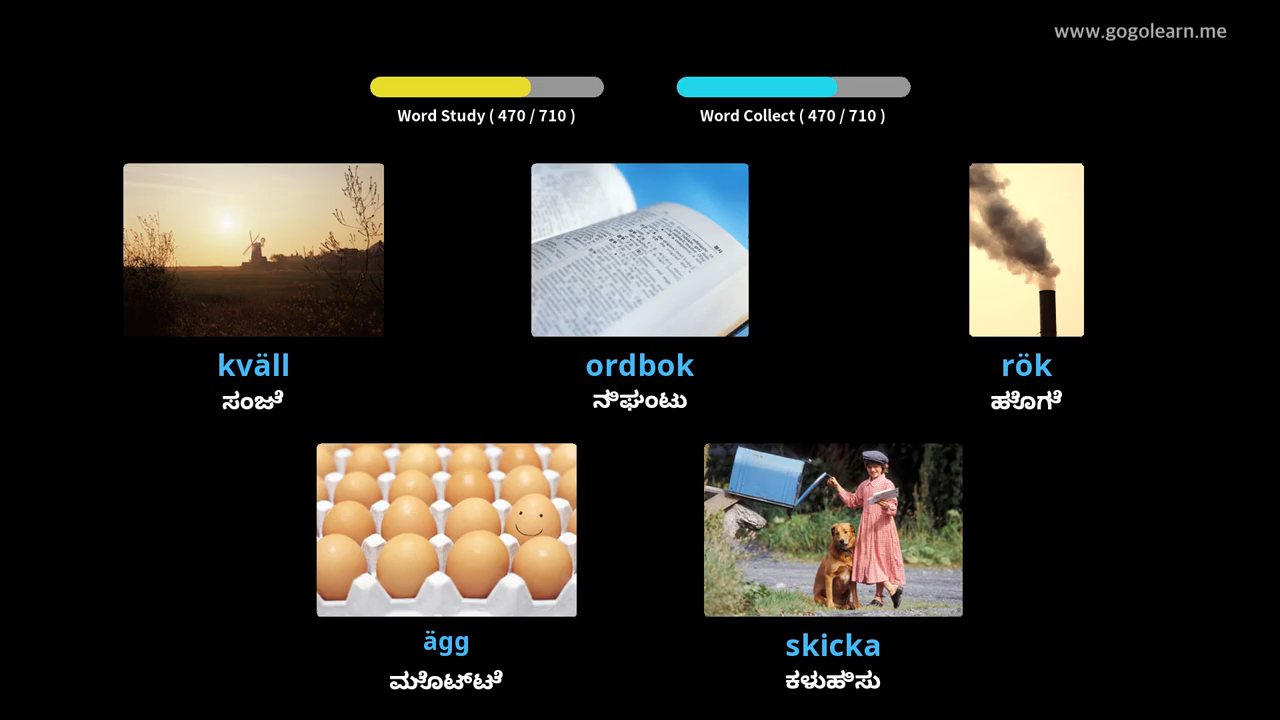 www.gogolearn.me
Word Study ( 470 / 710 )
Word Collect ( 470 / 710 )
kväll
ಸಂಜೆ
ordbok
ನಿಘಂಟು
rök
ಹೊಗೆ
ägg
ಮೊಟ್ಟೆ
skicka
ಕಳುಹಿಸು